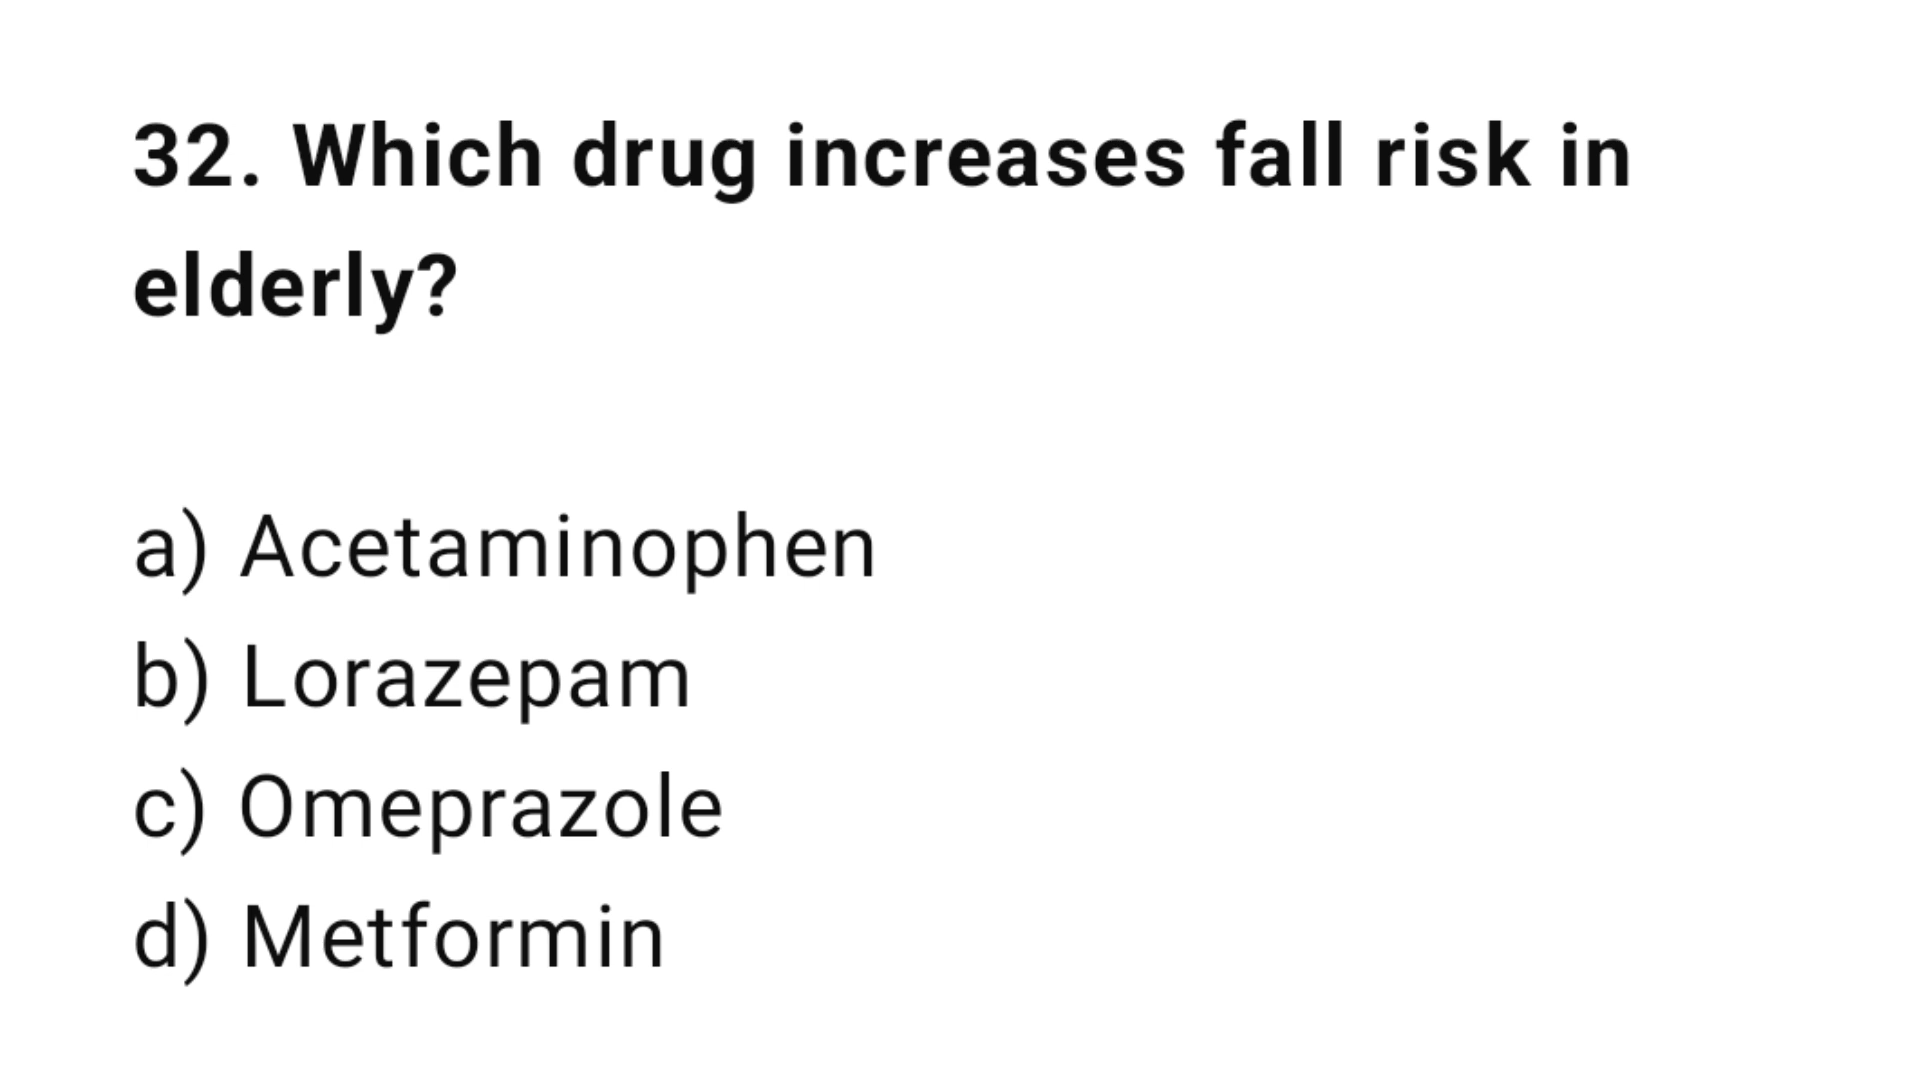 32. Which drug increases fall risk in
elderly?
a) Acetaminophen
b) Lorazepam
c) Omeprazole
d) Metformin